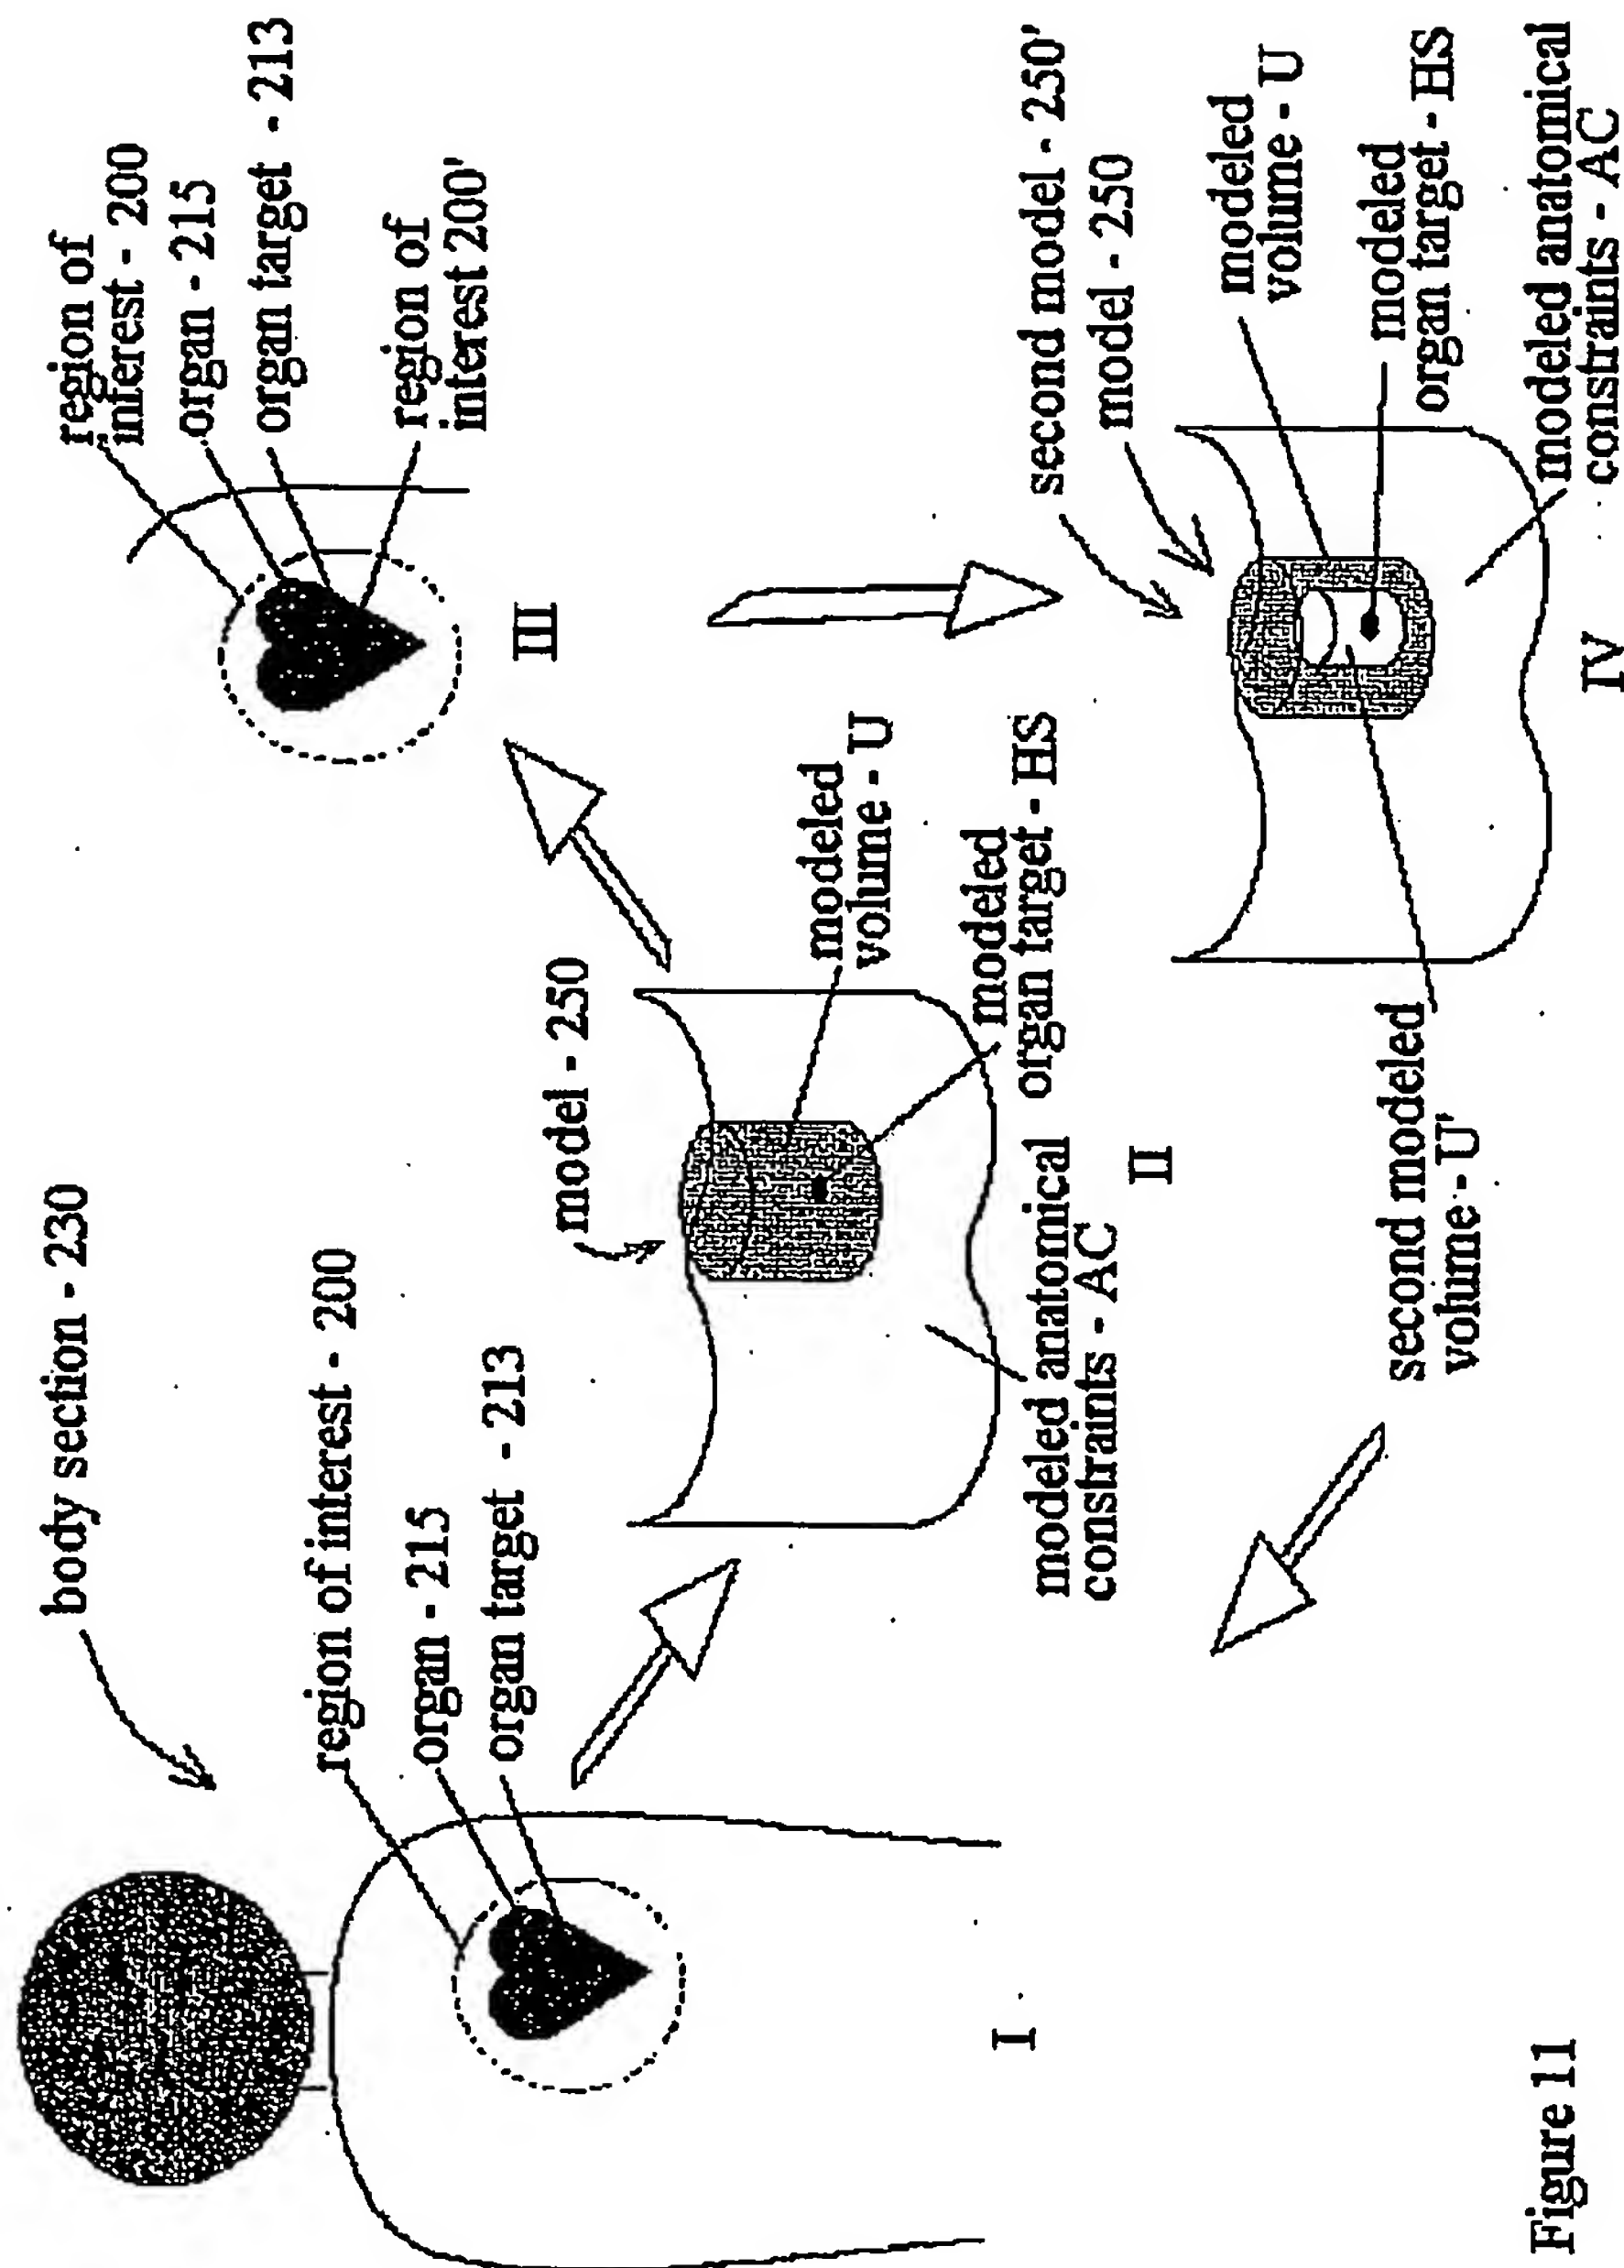 body section - 230
region of interest - 200
organ - 215
organ target - 213
I
model - 250
modeled
volume - U
modeled
organ target - HS
modeled anatomical
constraints - AC
II
region of
interest - 200
organ - 215
organ target - 213
region of
interest 200'
III
second model - 250'
model - 250
modeled
volume - U
modeled
organ target - HS
modeled anatomical
constraints - AC
second modeled
volume - U'
IV
Figure 11